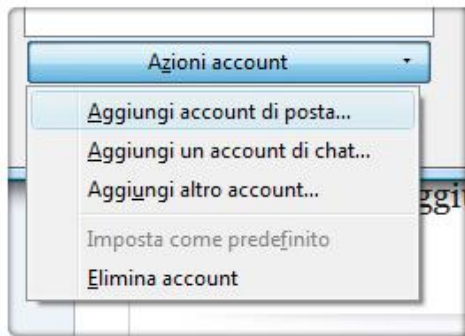 Azioni account
Aggiungi account di posta...
Aggiungi un account di chat...
Aggiungi altro account...
Imposta come predefinito
Elimina account